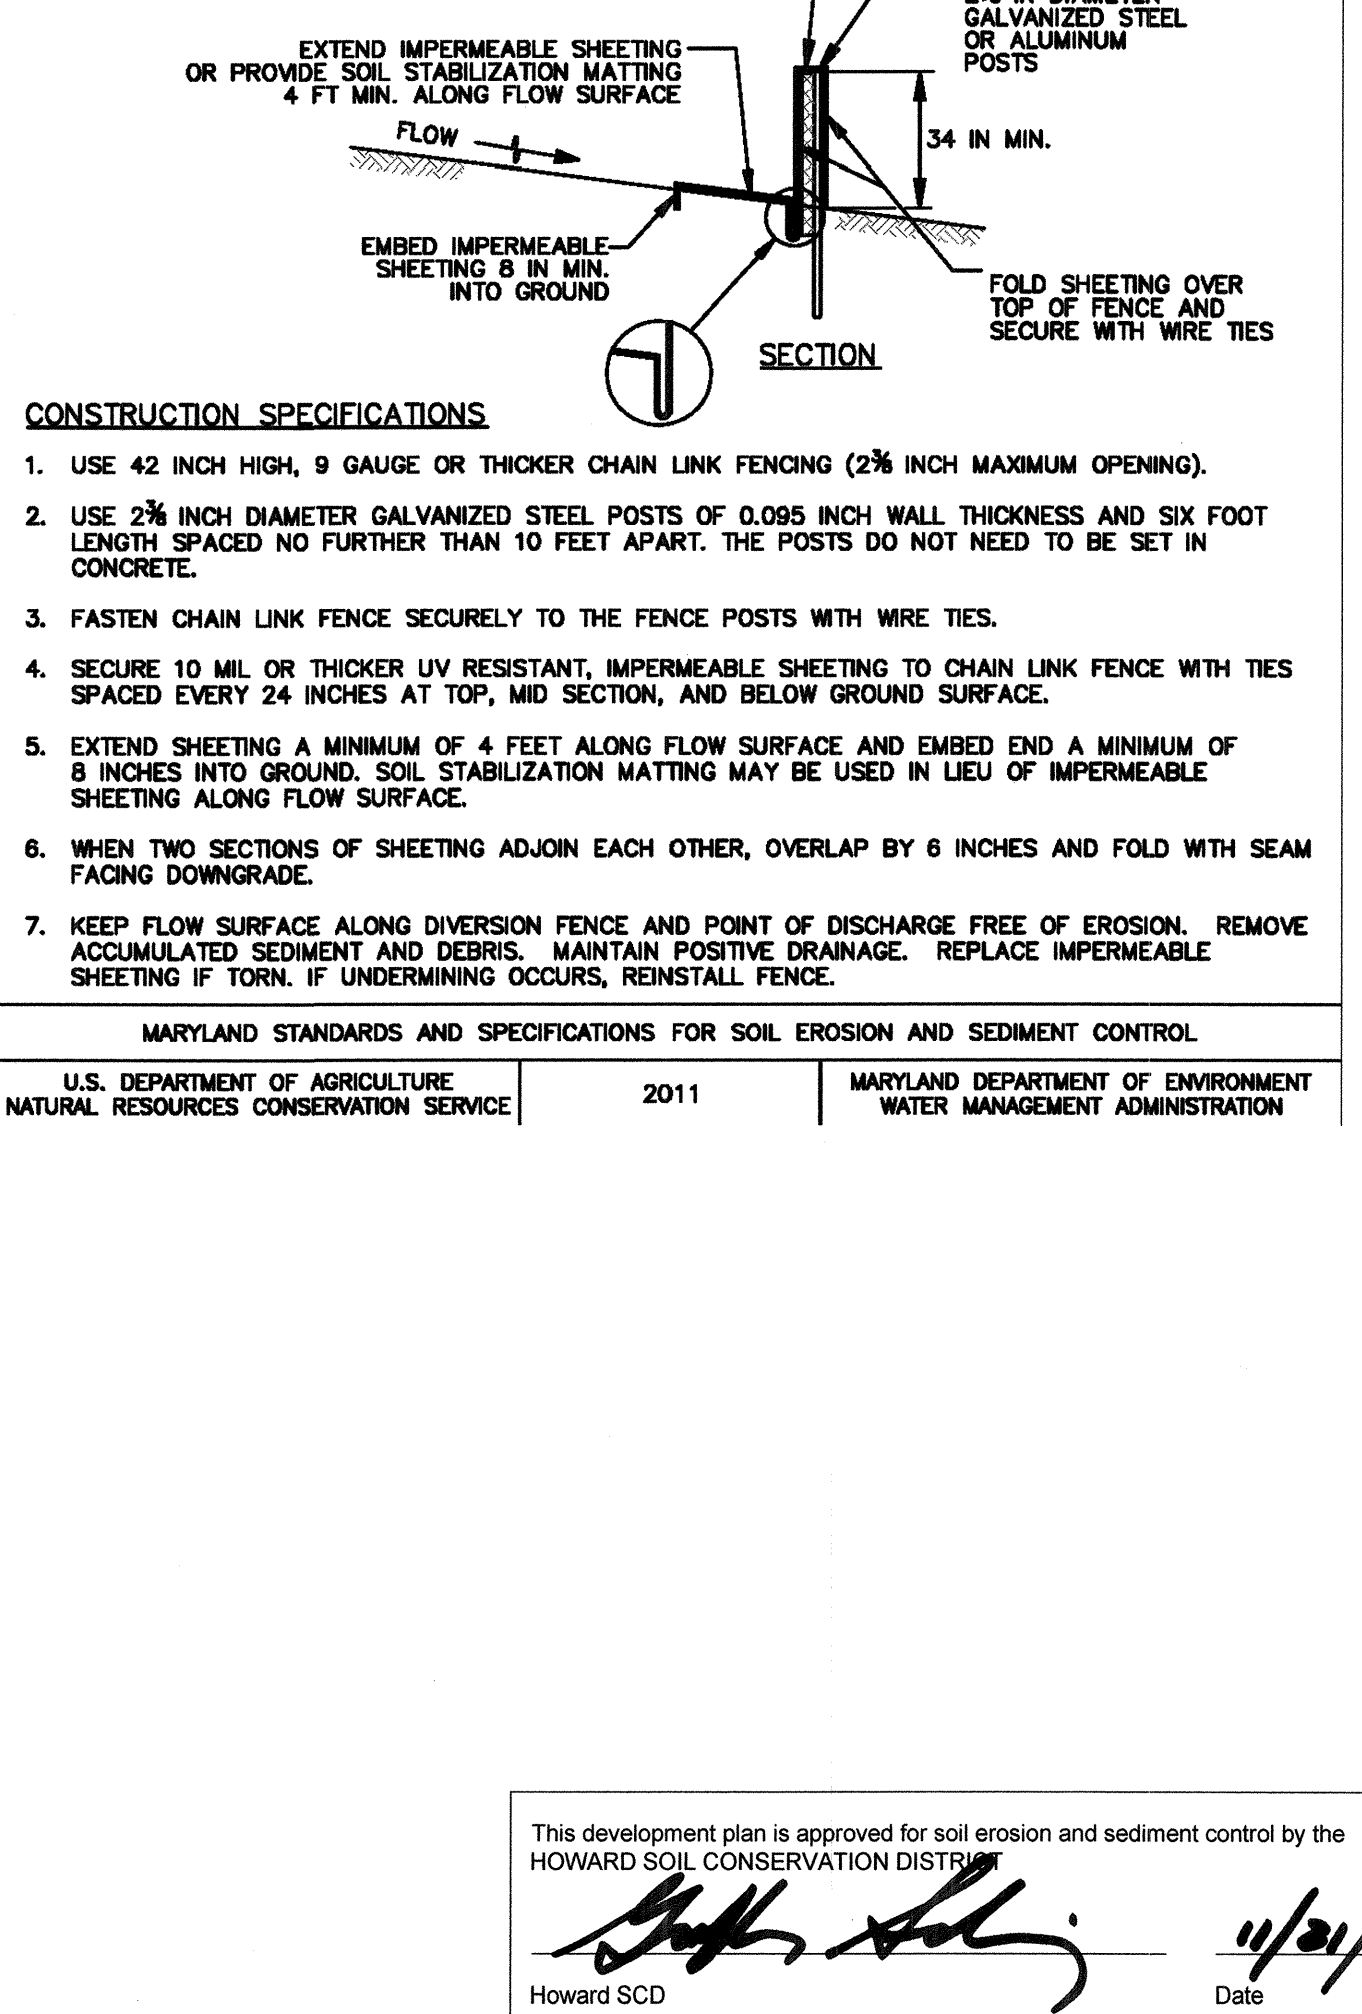 GALVANIZED STEEL
OR ALUMINUM
POSTS
EXTEND IMPERMEABLE SHEETING
OR PROVIDE SOIL STABILIZATION MATTING
4 FT MIN. ALONG FLOW SURFACE
FLOW
34 IN MIN.
EMBED IMPERMEABLE
SHEETING 8 IN MIN.
INTO GROUND
FOLD SHEETING OVER
TOP OF FENCE AND
SECURE WITH WIRE TIES
SECTION
CONSTRUCTION SPECIFICATIONS
1. USE 42 INCH HIGH, 9 GAUGE OR THICKER CHAIN LINK FENCING (2⅜ INCH MAXIMUM OPENING).
2. USE 2⅜ INCH DIAMETER GALVANIZED STEEL POSTS OF 0.095 INCH WALL THICKNESS AND SIX FOOT
LENGTH SPACED NO FURTHER THAN 10 FEET APART. THE POSTS DO NOT NEED TO BE SET IN
CONCRETE.
3. FASTEN CHAIN LINK FENCE SECURELY TO THE FENCE POSTS WITH WIRE TIES.
4. SECURE 10 MIL OR THICKER UV RESISTANT, IMPERMEABLE SHEETING TO CHAIN LINK FENCE WITH TIES
SPACED EVERY 24 INCHES AT TOP, MID SECTION, AND BELOW GROUND SURFACE.
5. EXTEND SHEETING A MINIMUM OF 4 FEET ALONG FLOW SURFACE AND EMBED END A MINIMUM OF
8 INCHES INTO GROUND. SOIL STABILIZATION MATTING MAY BE USED IN LIEU OF IMPERMEABLE
SHEETING ALONG FLOW SURFACE.
6. WHEN TWO SECTIONS OF SHEETING ADJOIN EACH OTHER, OVERLAP BY 6 INCHES AND FOLD WITH SEAM
FACING DOWNGRADE.
7. KEEP FLOW SURFACE ALONG DIVERSION FENCE AND POINT OF DISCHARGE FREE OF EROSION. REMOVE
ACCUMULATED SEDIMENT AND DEBRIS. MAINTAIN POSITIVE DRAINAGE. REPLACE IMPERMEABLE
SHEETING IF TORN. IF UNDERMINING OCCURS, REINSTALL FENCE.
MARYLAND STANDARDS AND SPECIFICATIONS FOR SOIL EROSION AND SEDIMENT CONTROL
U.S. DEPARTMENT OF AGRICULTURE
NATURAL RESOURCES CONSERVATION SERVICE
2011
MARYLAND DEPARTMENT OF ENVIRONMENT
WATER MANAGEMENT ADMINISTRATION
This development plan is approved for soil erosion and sediment control by the
HOWARD SOIL CONSERVATION DISTRICT
11/21/
Howard SCD
Date